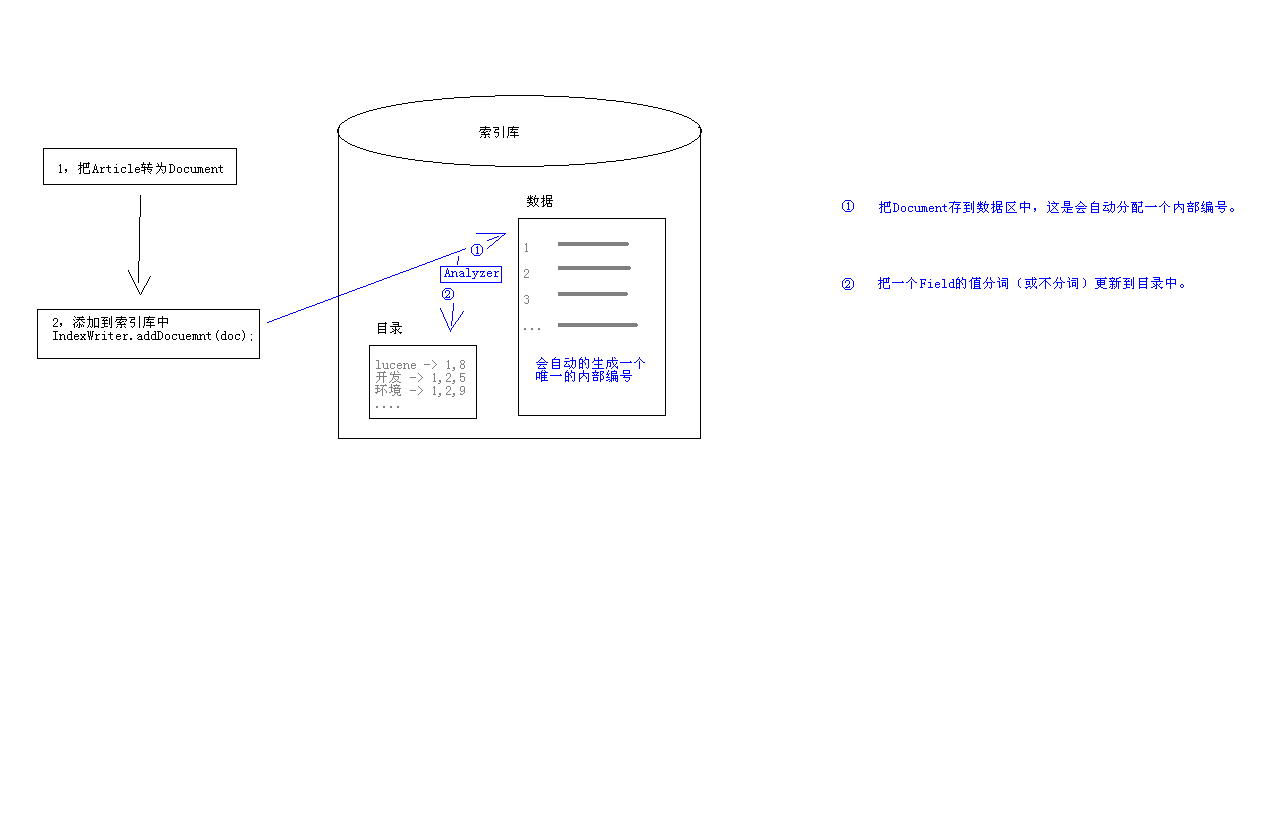 索引库
1，把Article转为Document
2，添加到索引库中
IndexWriter.addDocuemnt(doc);
数据
1
2
3
...
会自动的生成一个
唯一的内部编号
①
Analyzer
②
目录
lucene -> 1,8
开发 -> 1,2,5
环境 -> 1,2,9
....
① 把Document存到数据区中，这是会自动分配一个内部编号。
② 把一个Field的值分词（或不分词）更新到目录中。